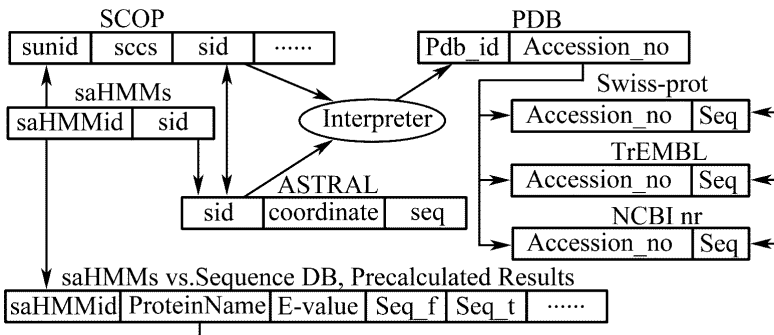 SCOP
sunid sccs sid ······
PDB
Pdb_id Accession_no
saHMMs
saHMMid sid
Interpreter
Swiss-prot
Accession_no Seq
TrEMBL
Accession_no Seq
ASTRAL
sid coordinate seq
NCBI nr
Accession_no Seq
saHMMs vs.Sequence DB, Precalculated Results
saHMMid ProteinName E-value Seq_f Seq_t ······